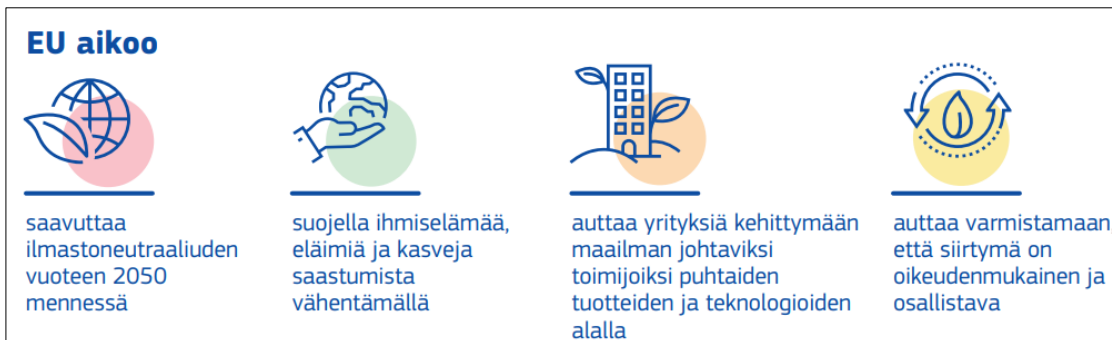 EU aikoo
saavuttaa
ilmastoneutraaliuden
vuoteen 2050
mennessä
suojella ihmiselämää,
eläimiä ja kasveja
saastumista
vähentämällä
auttaa yrityksiä kehittymään
maailman johtaviksi
toimijoiksi puhtaiden
tuotteiden ja teknologioiden
alalla
auttaa varmistamaan
että siirtymä on
oikeudenmukainen ja
osallistava